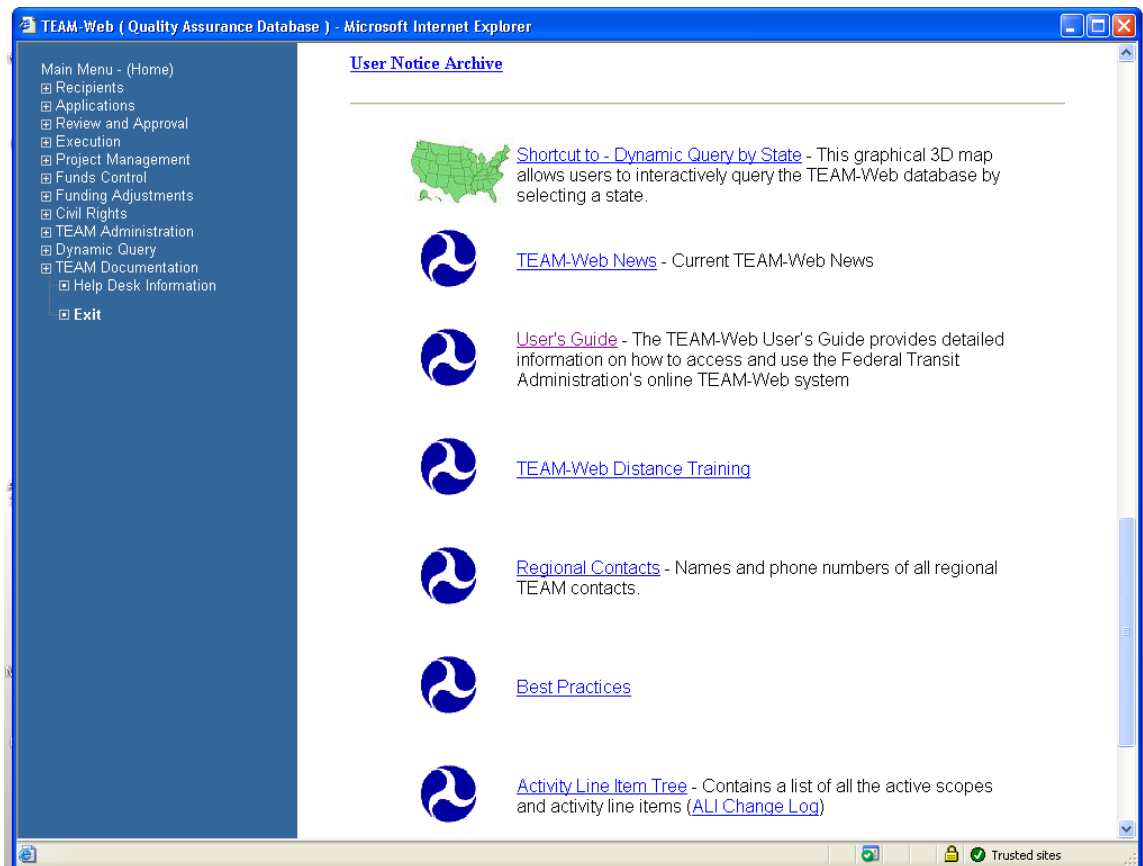 TEAM-Web ( Quality Assurance Database ) - Microsoft Internet Explorer
Main Menu - (Home)
Recipients
Applications
Review and Approval
Execution
Project Management
Funds Control
Funding Adjustments
Civil Rights
TEAM Administration
Dynamic Query
TEAM Documentation
Help Desk Information
Exit
User Notice Archive
Shortcut to - Dynamic Query by State - This graphical 3D map
allows users to interactively query the TEAM-Web database by
selecting a state.
TEAM-Web News - Current TEAM-Web News
User's Guide - The TEAM-Web User's Guide provides detailed
information on how to access and use the Federal Transit
Administration's online TEAM-Web system
TEAM-Web Distance Training
Regional Contacts - Names and phone numbers of all regional
TEAM contacts.
Best Practices
Activity Line Item Tree - Contains a list of all the active scopes
and activity line items (ALI Change Log)
Trusted sites